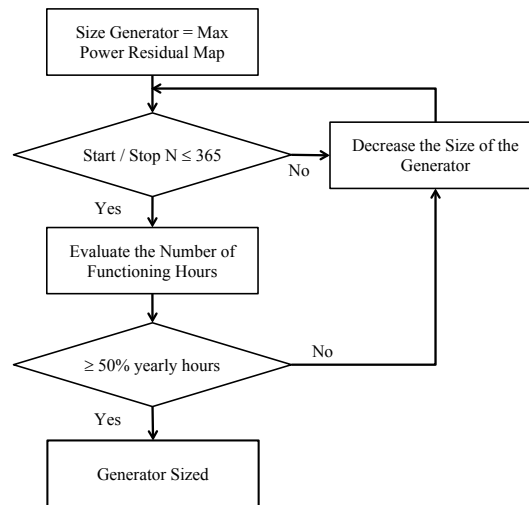 Size Generator = Max
Power Residual Map
Start / Stop N ≤ 365
No
Decrease the Size of the
Generator
Yes
Evaluate the Number of
Functioning Hours
≥ 50% yearly hours
No
Yes
Generator Sized